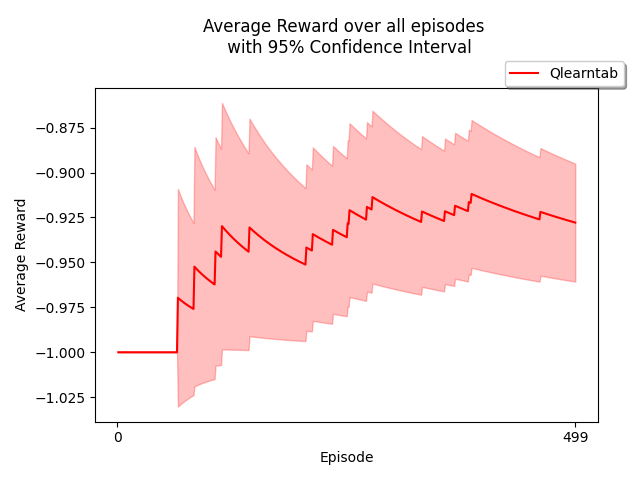 Average Reward over all episodes
with 95% Confidence Interval
Qlearntab
Average Reward
−0.875
−0.900
−0.925
−0.950
−0.975
−1.000
−1.025
0
499
Episode